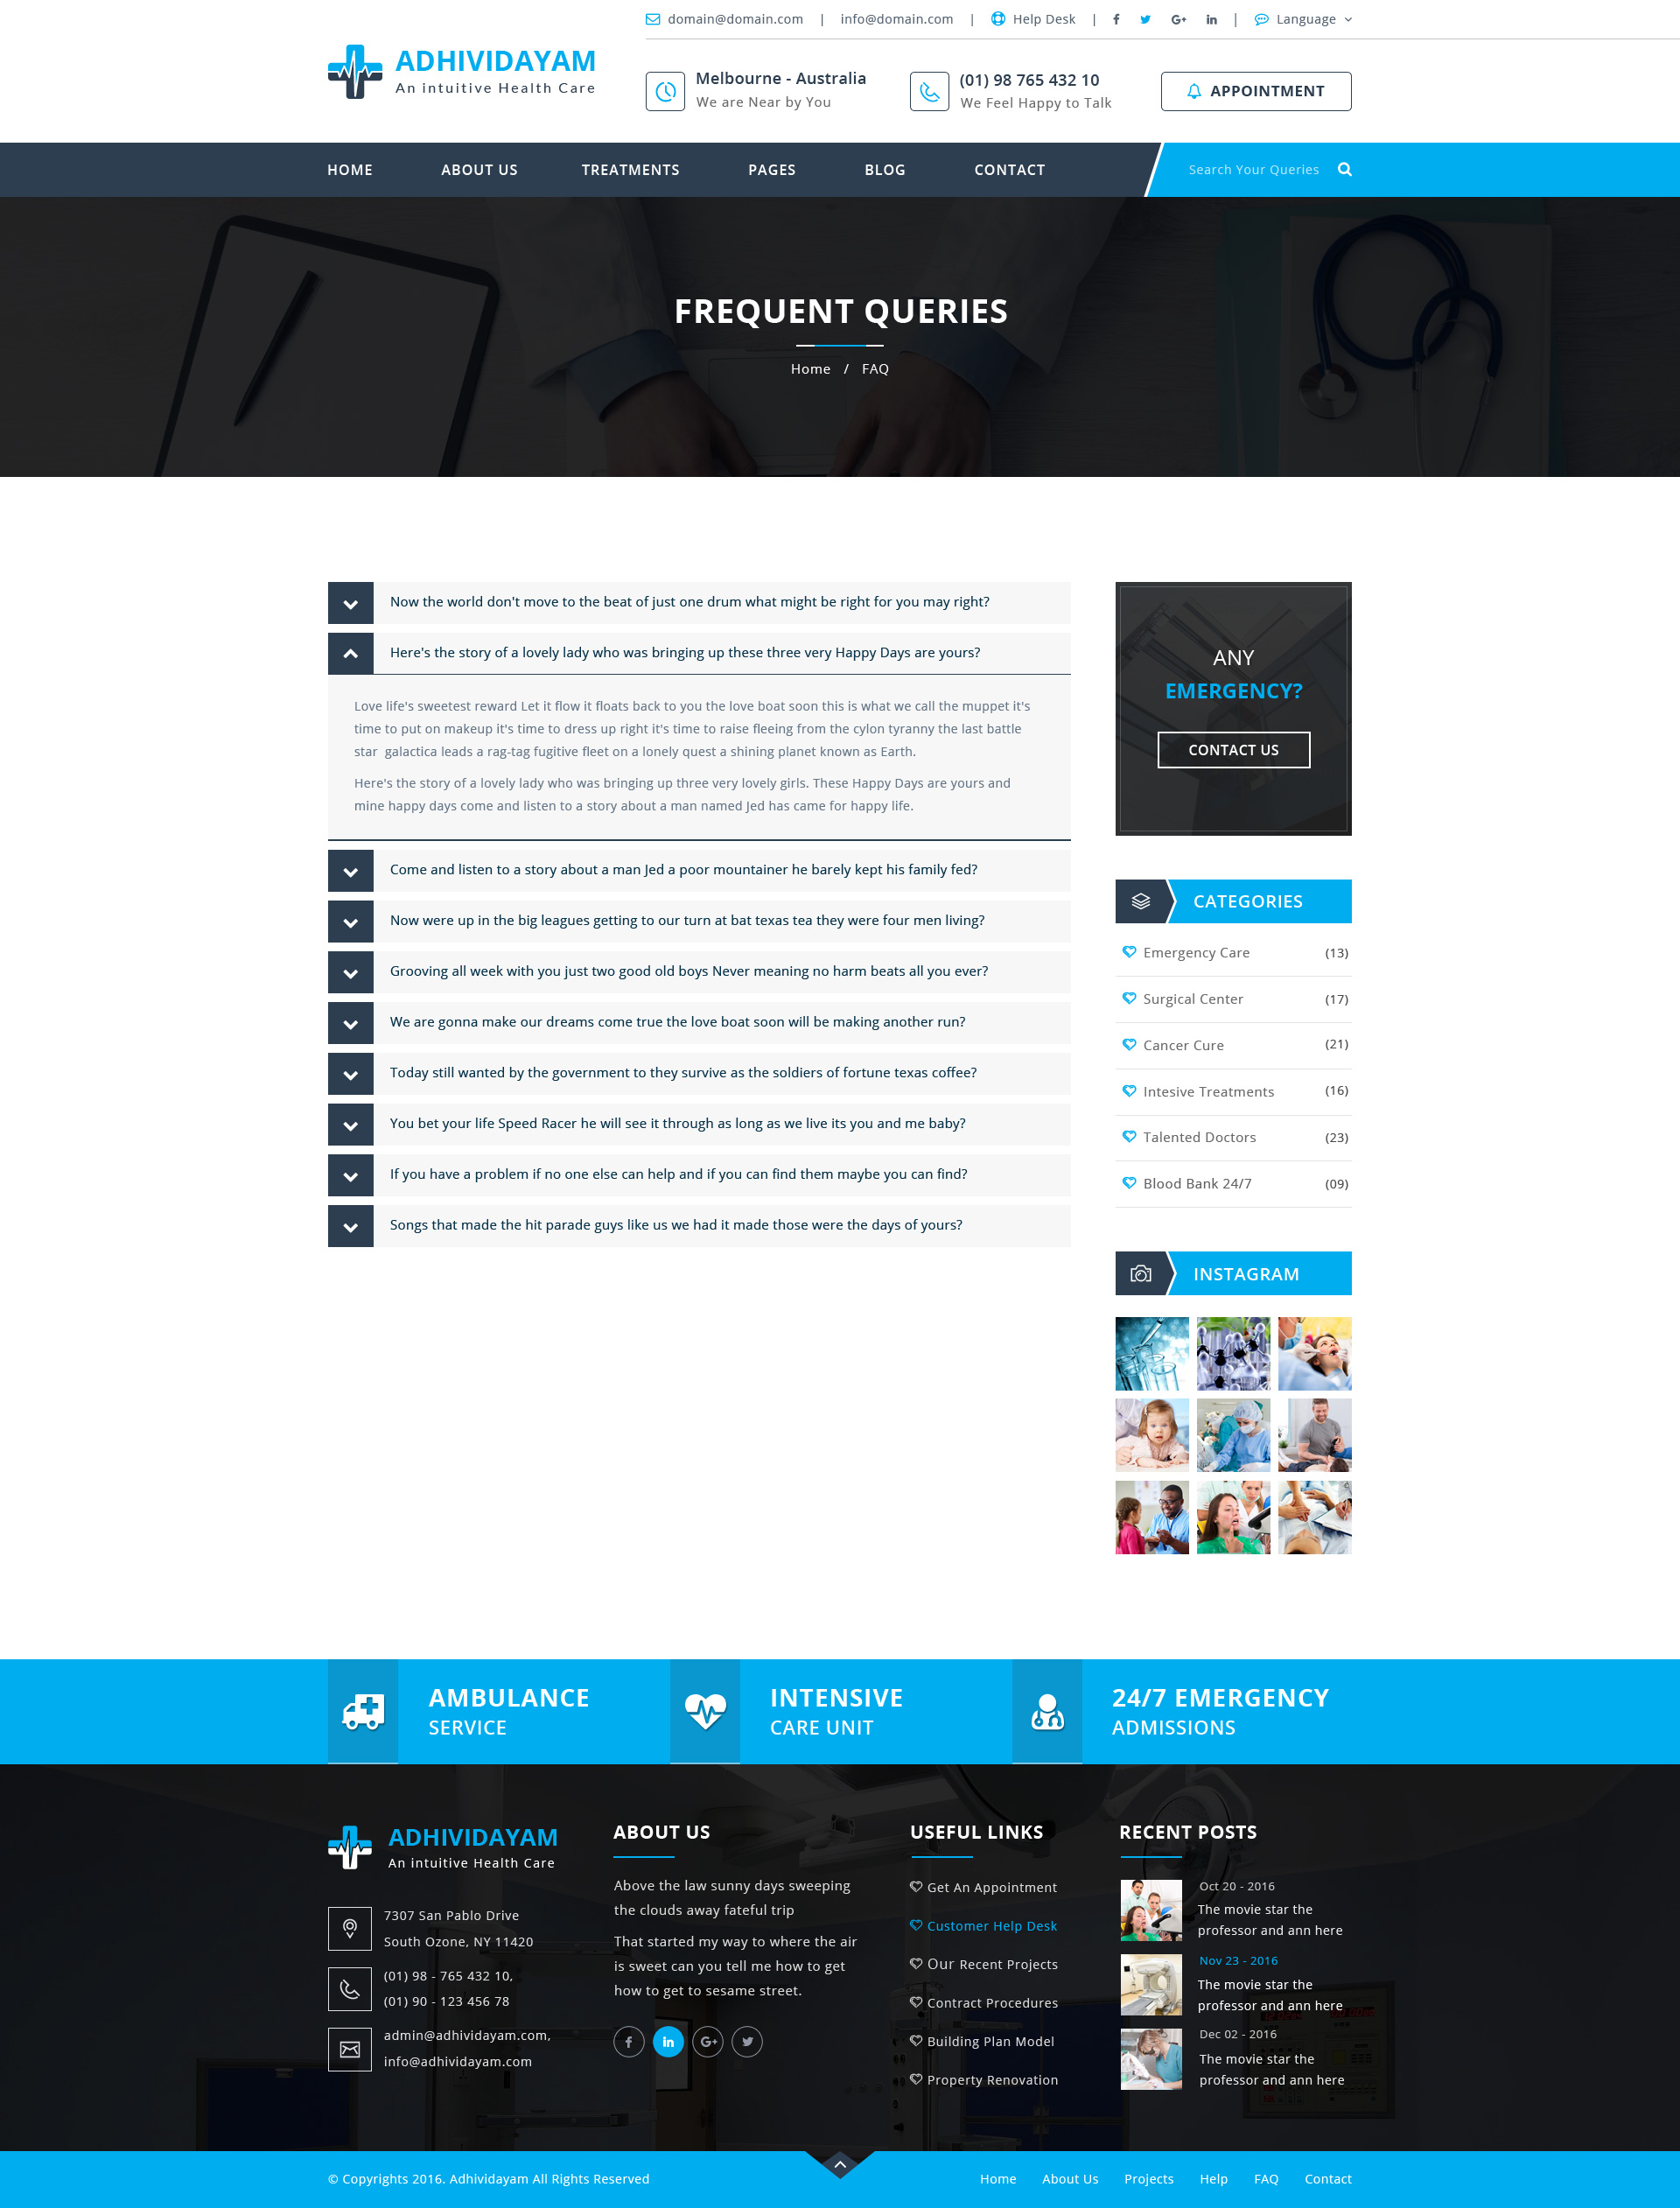 domain@domain.com | info@domain.com | Help Desk | | Language
ADHIVIDAYAM
An intuitive Health Care
Melbourne - Australia
We are Near by You
(01) 98 765 432 10
We Feel Happy to Talk
APPOINTMENT
HOME ABOUT US TREATMENTS PAGES BLOG CONTACT
Search Your Queries
FREQUENT QUERIES
Home / FAQ
Now the world don't move to the beat of just one drum what might be right for you may right?
Here's the story of a lovely lady who was bringing up these three very Happy Days are yours?
Love life's sweetest reward Let it flow it floats back to you the love boat soon this is what we call the muppet it's
time to put on makeup it's time to dress up right it's time to raise fleeing from the cylon tyranny the last battle
star galactica leads a rag-tag fugitive fleet on a lonely quest a shining planet known as Earth.
Here's the story of a lovely lady who was bringing up three very lovely girls. These Happy Days are yours and
mine happy days come and listen to a story about a man named Jed has came for happy life.
Come and listen to a story about a man Jed a poor mountainer he barely kept his family fed?
Now were up in the big leagues getting to our turn at bat texas tea they were four men living?
Grooving all week with you just two good old boys Never meaning no harm beats all you ever?
We are gonna make our dreams come true the love boat soon will be making another run?
Today still wanted by the government to they survive as the soldiers of fortune texas coffee?
You bet your life Speed Racer he will see it through as long as we live its you and me baby?
If you have a problem if no one else can help and if you can find them maybe you can find?
Songs that made the hit parade guys like us we had it made those were the days of yours?
ANY
EMERGENCY?
CONTACT US
CATEGORIES
Emergency Care (13)
Surgical Center (17)
Cancer Cure (21)
Intesive Treatments (16)
Talented Doctors (23)
Blood Bank 24/7 (09)
INSTAGRAM
AMBULANCE
SERVICE
INTENSIVE
CARE UNIT
24/7 EMERGENCY
ADMISSIONS
ADHIVIDAYAM
An intuitive Health Care
7307 San Pablo Drive
South Ozone, NY 11420
(01) 98 - 765 432 10,
(01) 90 - 123 456 78
admin@adhividayam.com,
info@adhividayam.com
ABOUT US
Above the law sunny days sweeping
the clouds away fateful trip
That started my way to where the air
is sweet can you tell me how to get
how to get to sesame street.
USEFUL LINKS
Get An Appointment
Customer Help Desk
Our Recent Projects
Contract Procedures
Building Plan Model
Property Renovation
RECENT POSTS
Oct 20 - 2016
The movie star the
professor and ann here
Nov 23 - 2016
The movie star the
professor and ann here
Dec 02 - 2016
The movie star the
professor and ann here
© Copyrights 2016. Adhividayam All Rights Reserved
Home About Us Projects Help FAQ Contact